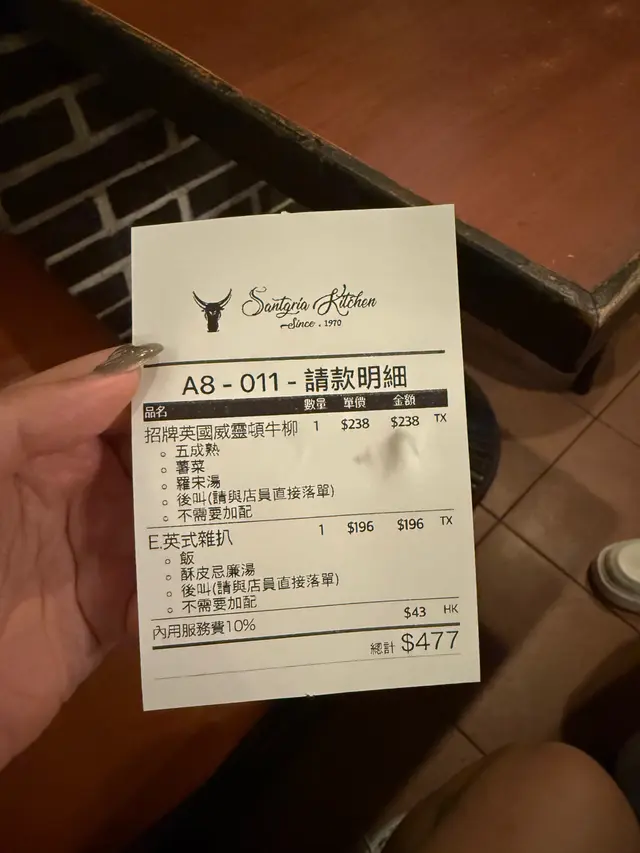 Santgria Kitchen
Since . 1970
A8 - 011 - 請款明細
品名 數量 單價 金額
招牌英國威靈頓牛柳 1 $238 $238 TX
五成熟
薯菜
羅宋湯
後叫(請與店員直接落單)
不需要加配
E.英式雜扒 1 $196 $196 TX
飯
酥皮忌廉湯
後叫(請與店員直接落單)
不需要加配
內用服務費10% $43 HK
總計 $477